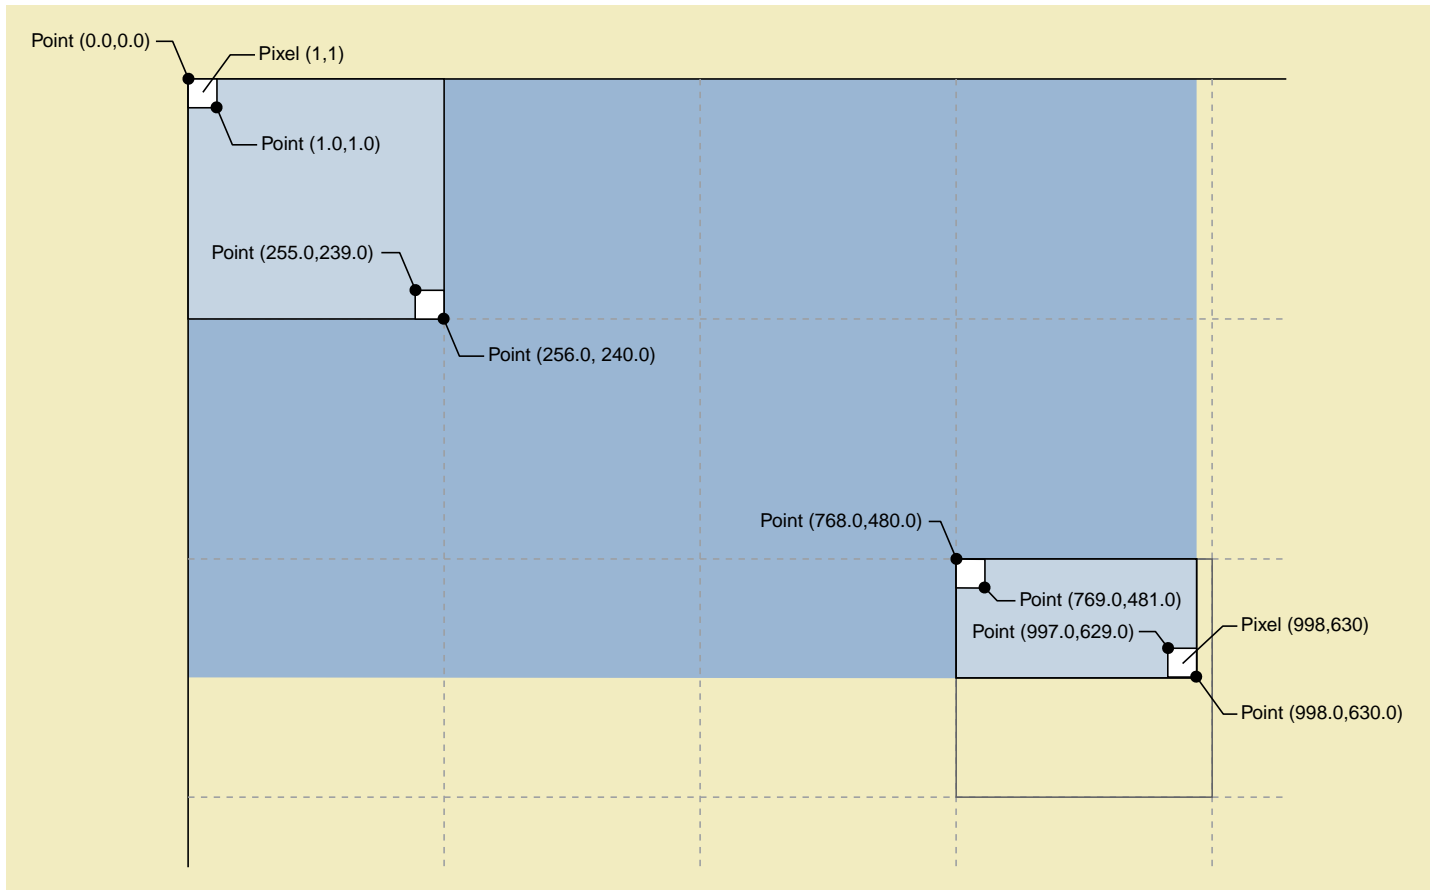 Point (0.0,0.0)
Pixel (1,1)
Point (1.0,1.0)
Point (255.0,239.0)
Point (256.0, 240.0)
Point (768.0,480.0)
Point (769.0,481.0)
Point (997.0,629.0)
Pixel (998,630)
Point (998.0,630.0)